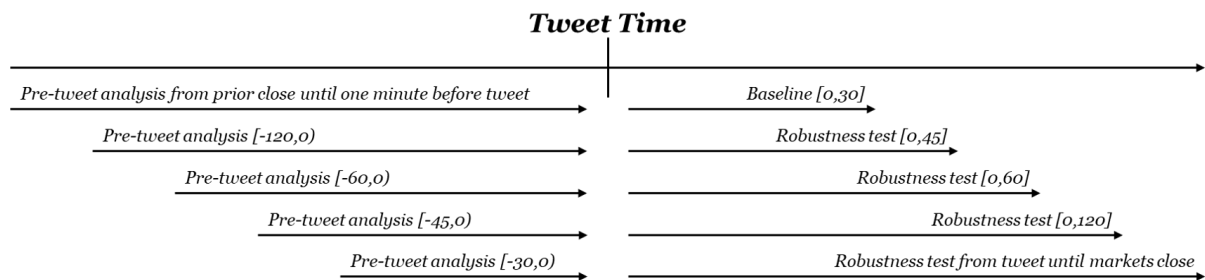 Tweet Time
Pre-tweet analysis from prior close until one minute before tweet
Baseline [0,30]
Pre-tweet analysis [-120,0)
Robustness test [0,45]
Pre-tweet analysis [-60,0)
Robustness test [0,60]
Pre-tweet analysis [-45,0)
Robustness test [0,120]
Pre-tweet analysis [-30,0)
Robustness test from tweet until markets close